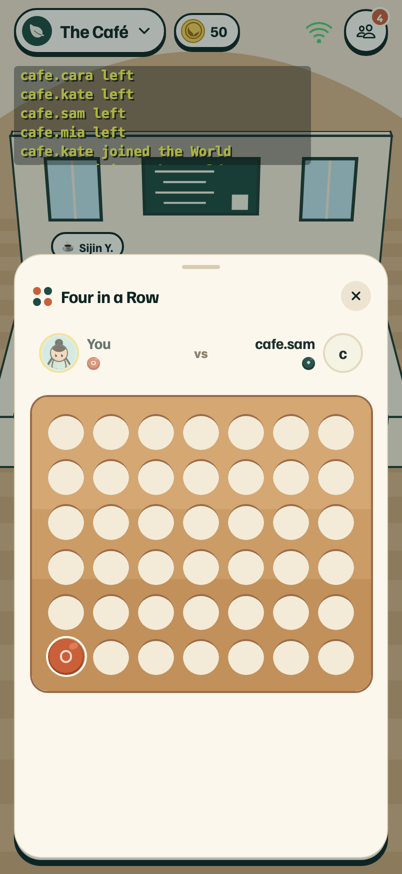 The Café
50
4
cafe.cara left
cafe.kate left
cafe.sam left
cafe.mia left
cafe.kate joined the World
Sijin Y.
Four in a Row
You
vs
cafe.sam
c